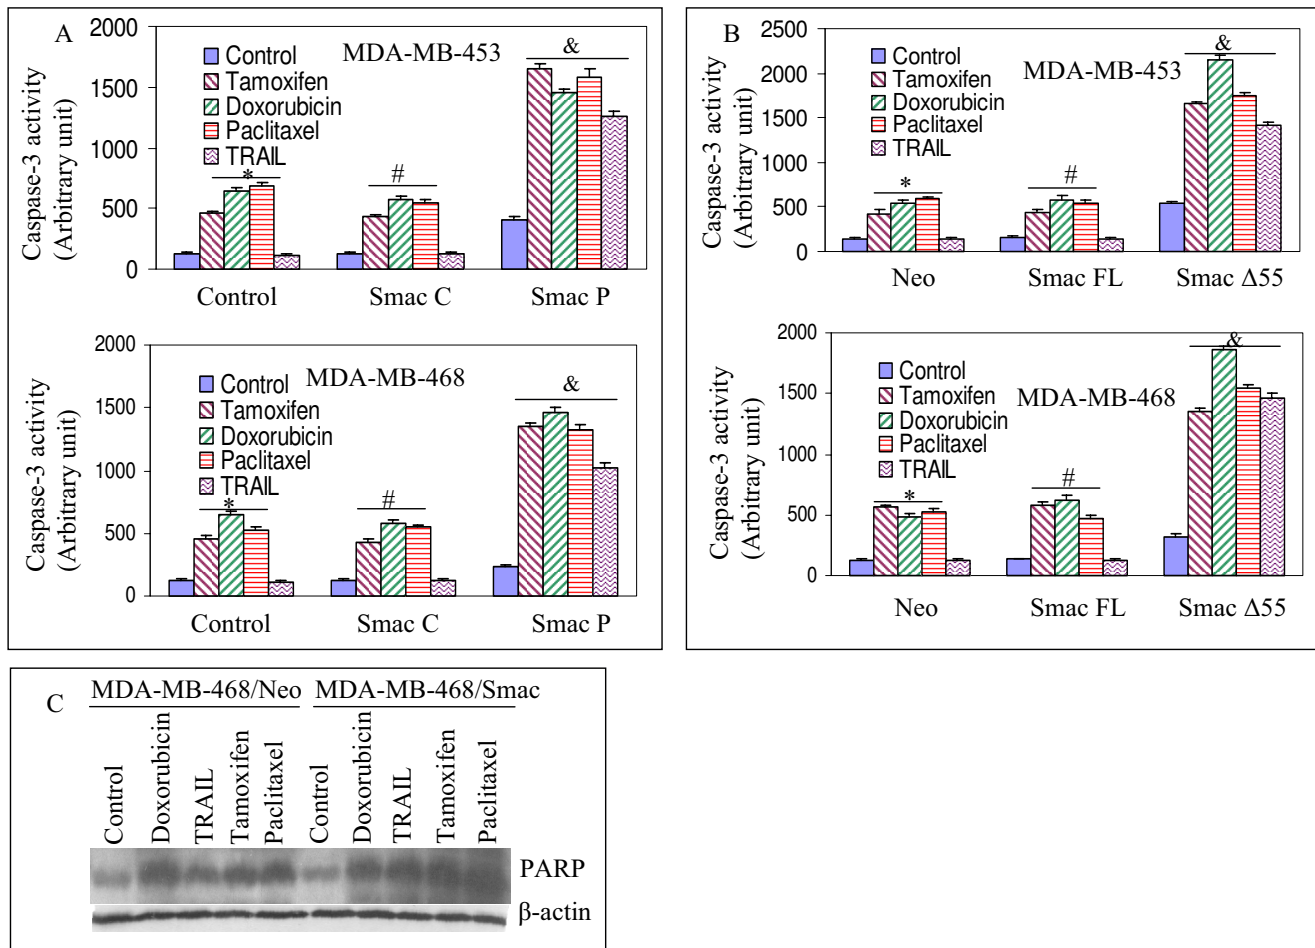 A
MDA-MB-453
Caspase-3 activity
(Arbitrary unit)
2000
1500
1000
500
0
Control
Tamoxifen
Doxorubicin
Paclitaxel
TRAIL
*
#
&
Control Smac C Smac P
MDA-MB-468
Caspase-3 activity
(Arbitrary unit)
2000
1500
1000
500
0
Control
Tamoxifen
Doxorubicin
Paclitaxel
TRAIL
*
#
&
Control Smac C Smac P
B
MDA-MB-453
Caspase-3 activity
(Arbitrary unit)
2500
2000
1500
1000
500
0
Control
Tamoxifen
Doxorubicin
Paclitaxel
TRAIL
*
#
&
Neo Smac FL Smac Δ55
MDA-MB-468
Caspase-3 activity
(Arbitrary unit)
2000
1500
1000
500
0
Control
Tamoxifen
Doxorubicin
Paclitaxel
TRAIL
*
#
&
Neo Smac FL Smac Δ55
C
MDA-MB-468/Neo MDA-MB-468/Smac
Control
Doxorubicin
TRAIL
Tamoxifen
Paclitaxel
Control
Doxorubicin
TRAIL
Tamoxifen
Paclitaxel
PARP
β-actin